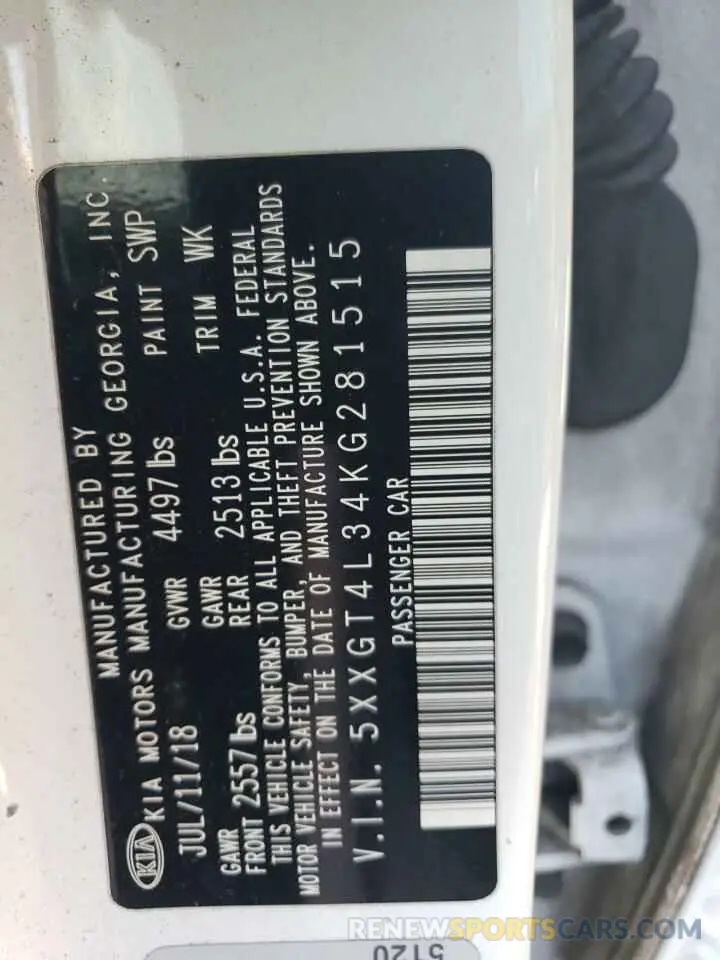 MANUFACTURED BY
KIA KIA MOTORS MANUFACTURING GEORGIA, INC.
JUL/11/18 GVWR 4497 lbs PAINT SWP
GAWR FRONT 2557 lbs GAWR REAR 2513 lbs TRIM WK
THIS VEHICLE CONFORMS TO ALL APPLICABLE U.S.A. FEDERAL
MOTOR VEHICLE SAFETY, BUMPER, AND THEFT PREVENTION STANDARDS
IN EFFECT ON THE DATE OF MANUFACTURE SHOWN ABOVE.
V.I.N. 5XXGT4L34KG281515
PASSENGER CAR
5120
RENEWSPORTSCARS.COM